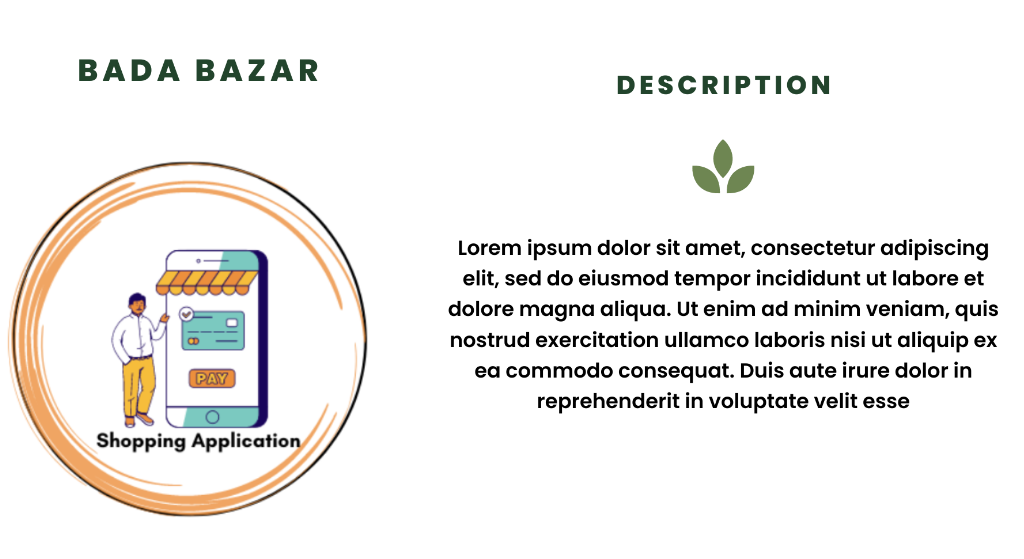 BADA BAZAR
PAY
Shopping Application
DESCRIPTION
Lorem ipsum dolor sit amet, consectetur adipiscing
elit, sed do eiusmod tempor incididunt ut labore et
dolore magna aliqua. Ut enim ad minim veniam, quis
nostrud exercitation ullamco laboris nisi ut aliquip ex
ea commodo consequat. Duis aute irure dolor in
reprehenderit in voluptate velit esse